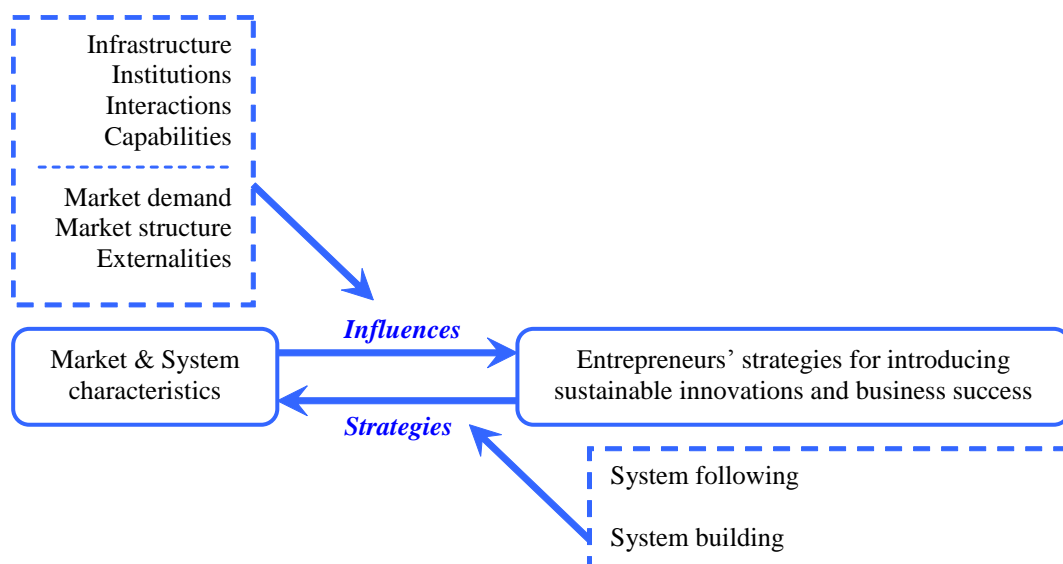 Infrastructure
Institutions
Interactions
Capabilities
Market demand
Market structure
Externalities
Influences
Market & System
characteristics
Entrepreneurs’ strategies for introducing
sustainable innovations and business success
Strategies
System following
System building